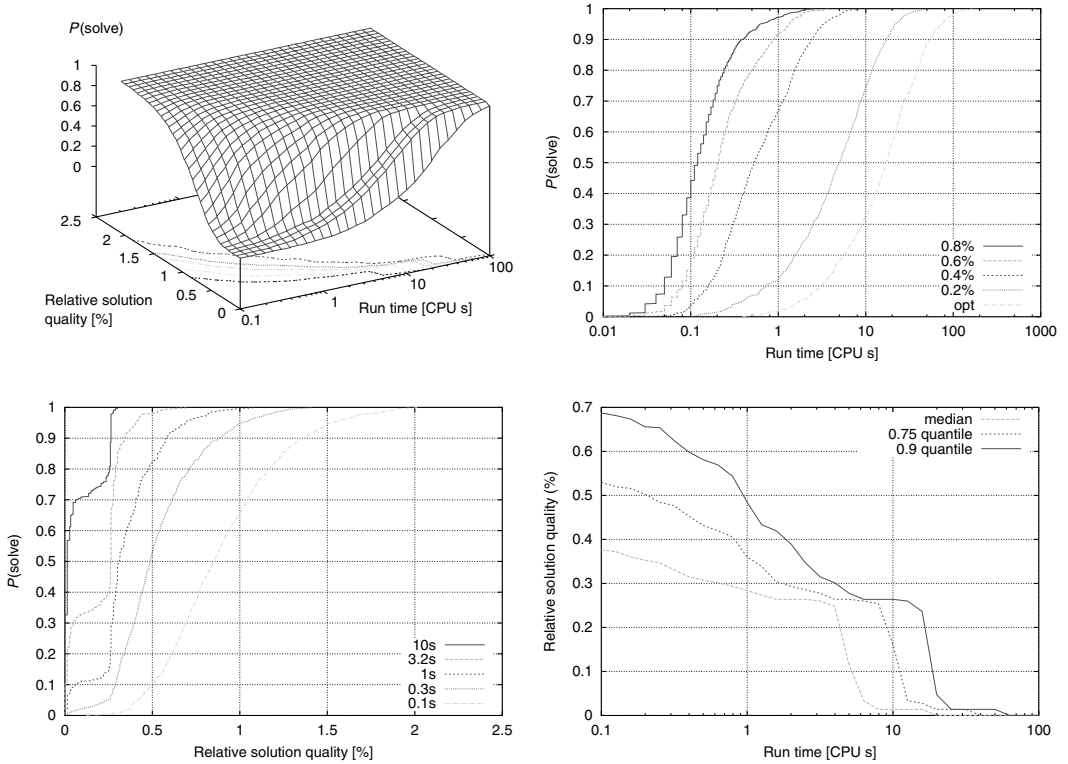 P(solve)
1
0.8
0.6
0.4
0.2
0
2.5
2
1.5
1
0.5
0
Relative solution
quality [%]
0.1
1
10
100
Run time [CPU s]
1
0.9
0.8
0.7
0.6
0.5
0.4
0.3
0.2
0.1
0
P(solve)
0.8%
0.6%
0.4%
0.2%
opt
0.01 0.1 1 10 100 1000
Run time [CPU s]
1
0.9
0.8
0.7
0.6
0.5
0.4
0.3
0.2
0.1
0
P(solve)
10s
3.2s
1s
0.3s
0.1s
0 0.5 1 1.5 2 2.5
Relative solution quality [%]
0.7
0.6
0.5
0.4
0.3
0.2
0.1
0
Relative solution quality (%)
median
0.75 quantile
0.9 quantile
0.1 1 10 100
Run time [CPU s]